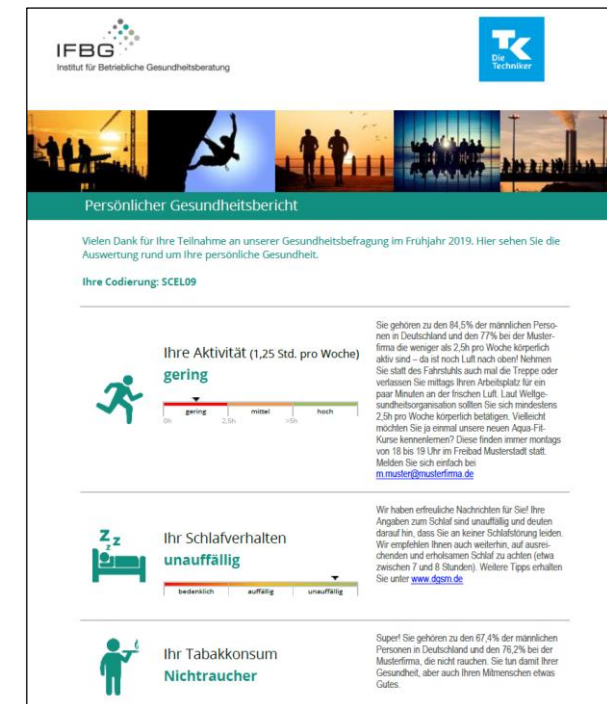 IFBG
Institut für Betriebliche Gesundheitsberatung
Die
Techniker
Persönlicher Gesundheitsbericht
Vielen Dank für Ihre Teilnahme an unserer Gesundheitsbefragung im Frühjahr 2019. Hier sehen Sie die
Auswertung rund um Ihre persönliche Gesundheit.
Ihre Codierung: SCEL09
Ihre Aktivität (1,25 Std. pro Woche)
gering
gering mittel hoch
0h 2,5h >5h
Sie gehören zu den 84,5% der männlichen Perso-
nen in Deutschland und den 77% bei der Muster-
firma die weniger als 2,5h pro Woche körperlich
aktiv sind – da ist noch Luft nach oben! Nehmen
Sie statt des Fahrstuhls auch mal die Treppe oder
verlassen Sie mittags Ihren Arbeitsplatz für ein
paar Minuten an der frischen Luft. Laut Weltge-
sundheitsorganisation sollten Sie sich mindestens
2,5h pro Woche körperlich betätigen. Vielleicht
möchten Sie ja einmal unsere neuen Aqua-Fit-
Kurse kennenlernen? Diese finden immer montags
von 18 bis 19 Uhr im Freibad Musterstadt statt.
Melden Sie sich einfach bei
m.muster@musterfirma.de
Zz
z
Ihr Schlafverhalten
unauffällig
bedenklich auffällig unauffällig
Wir haben erfreuliche Nachrichten für Sie! Ihre
Angaben zum Schlaf sind unauffällig und deuten
darauf hin, dass Sie an keiner Schlafstörung leiden.
Wir empfehlen Ihnen auch weiterhin, auf ausrei-
chenden und erholsamen Schlaf zu achten (etwa
zwischen 7 und 8 Stunden). Weitere Tipps erhalten
Sie unter www.dgsm.de
Ihr Tabakkonsum
Nichtraucher
Super! Sie gehören zu den 67,4% der männlichen
Personen in Deutschland und den 76,2% bei der
Musterfirma, die nicht rauchen. Sie tun damit Ihrer
Gesundheit, aber auch Ihren Mitmenschen etwas
Gutes.